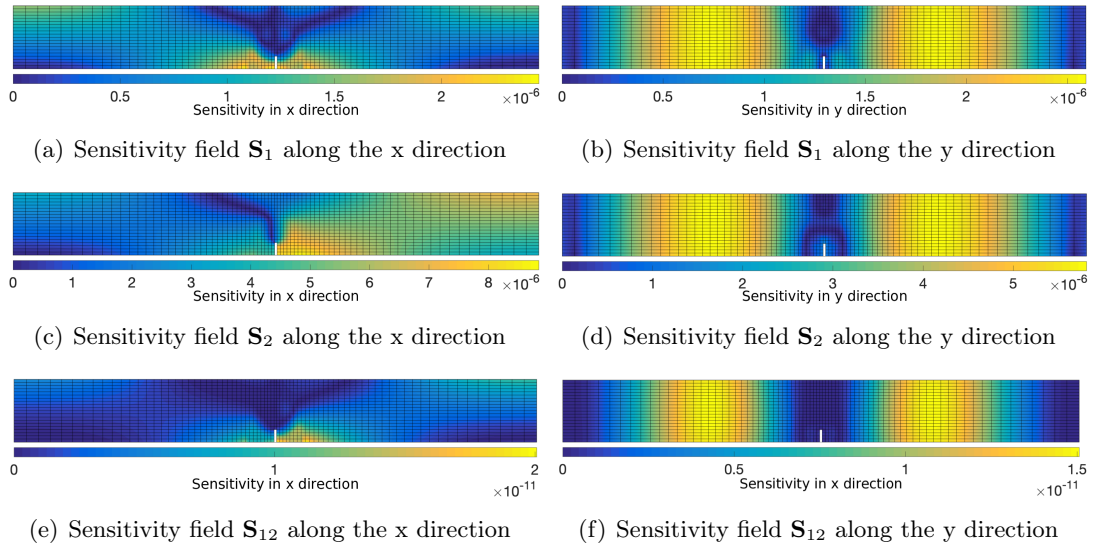 0 0.5 1 1.5 2 ×10⁻⁶
Sensitivity in x direction
(a) Sensitivity field S₁ along the x direction
0 0.5 1 1.5 2 ×10⁻⁶
Sensitivity in y direction
(b) Sensitivity field S₁ along the y direction
0 1 2 3 4 5 6 7 8 ×10⁻⁶
Sensitivity in x direction
(c) Sensitivity field S₂ along the x direction
0 1 2 3 4 5 ×10⁻⁶
Sensitivity in y direction
(d) Sensitivity field S₂ along the y direction
0 1 2
×10⁻¹¹
Sensitivity in x direction
(e) Sensitivity field S₁₂ along the x direction
0 0.5 1 1.5
×10⁻¹¹
Sensitivity in x direction
(f) Sensitivity field S₁₂ along the y direction